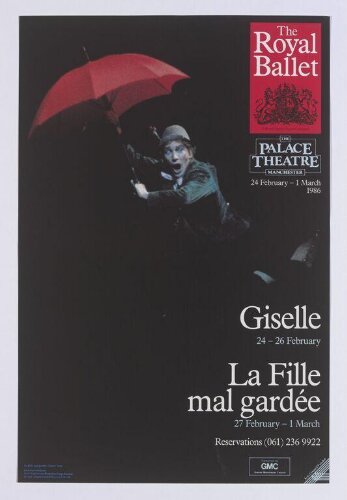 The
Royal
Ballet
THE
PALACE
THEATRE
MANCHESTER
24 February – 1 March
1986
Giselle
24 – 26 February
La Fille
mal gardée
27 February – 1 March
Reservations (061) 236 9922
GMC